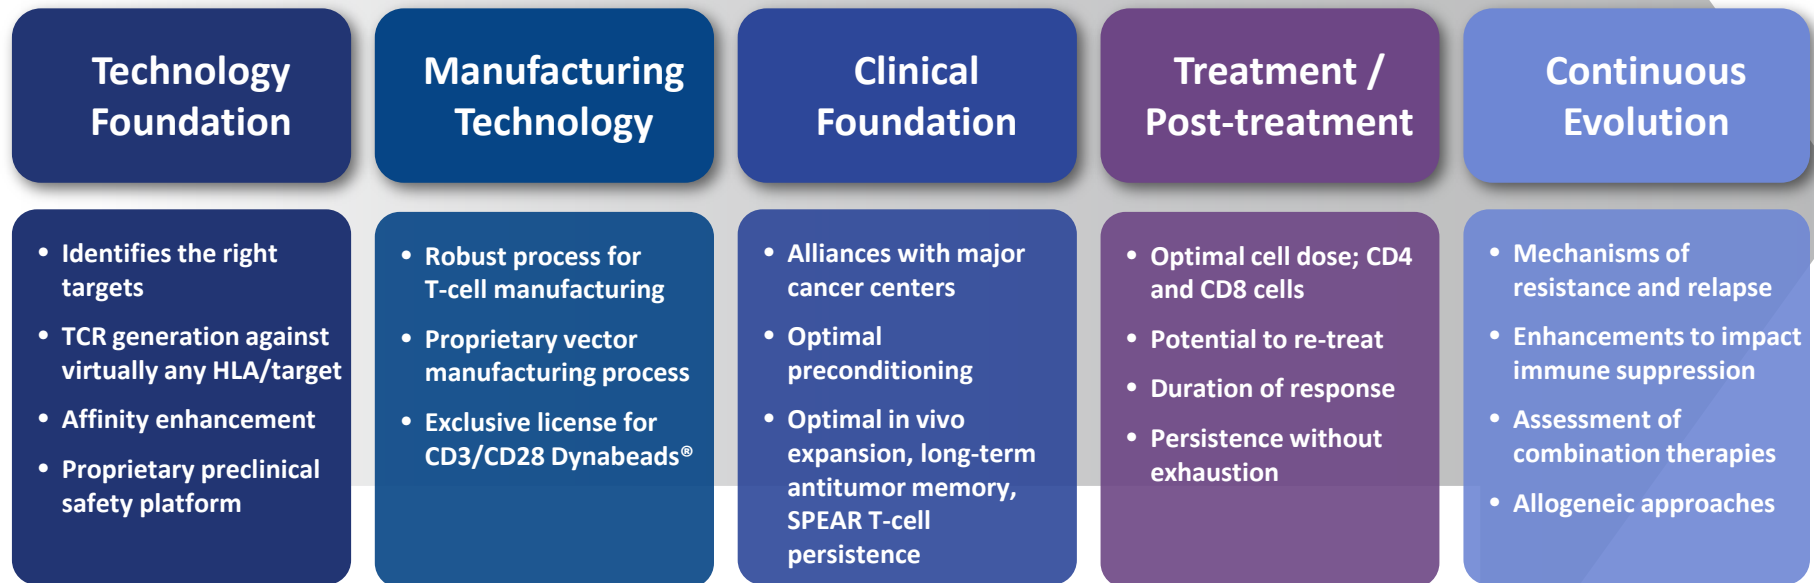 Technology
Foundation
• Identifies the right
targets
• TCR generation against
virtually any HLA/target
• Affinity enhancement
• Proprietary preclinical
safety platform
Manufacturing
Technology
• Robust process for
T-cell manufacturing
• Proprietary vector
manufacturing process
• Exclusive license for
CD3/CD28 Dynabeads®
Clinical
Foundation
• Alliances with major
cancer centers
• Optimal
preconditioning
• Optimal in vivo
expansion, long-term
antitumor memory,
SPEAR T-cell
persistence
Treatment /
Post-treatment
• Optimal cell dose; CD4
and CD8 cells
• Potential to re-treat
• Duration of response
• Persistence without
exhaustion
Continuous
Evolution
• Mechanisms of
resistance and relapse
• Enhancements to impact
immune suppression
• Assessment of
combination therapies
• Allogeneic approaches